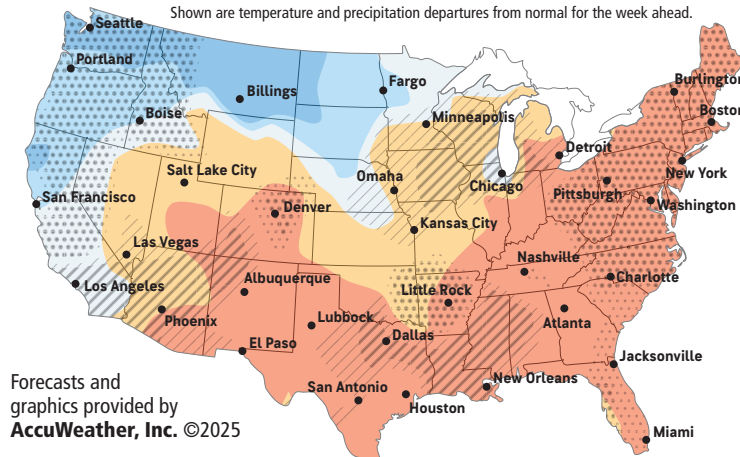 Shown are temperature and precipitation departures from normal for the week ahead.
Seattle
Portland
Billings
Fargo
Burlington
Boise
Minneapolis
Boston
Detroit
Salt Lake City
Omaha
Chicago
New York
Pittsburgh
San Francisco
Denver
Washington
Kansas City
Las Vegas
Nashville
Los Angeles
Albuquerque
Little Rock
Charlotte
Phoenix
Lubbock
Atlanta
Dallas
El Paso
Jacksonville
San Antonio
New Orleans
Houston
Miami
Forecasts and
graphics provided by
AccuWeather, Inc. ©2025